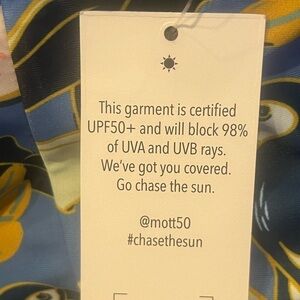 This garment is certified
UPF50+ and will block 98%
of UVA and UVB rays.
We've got you covered.
Go chase the sun.
@mott50
#chasethesun